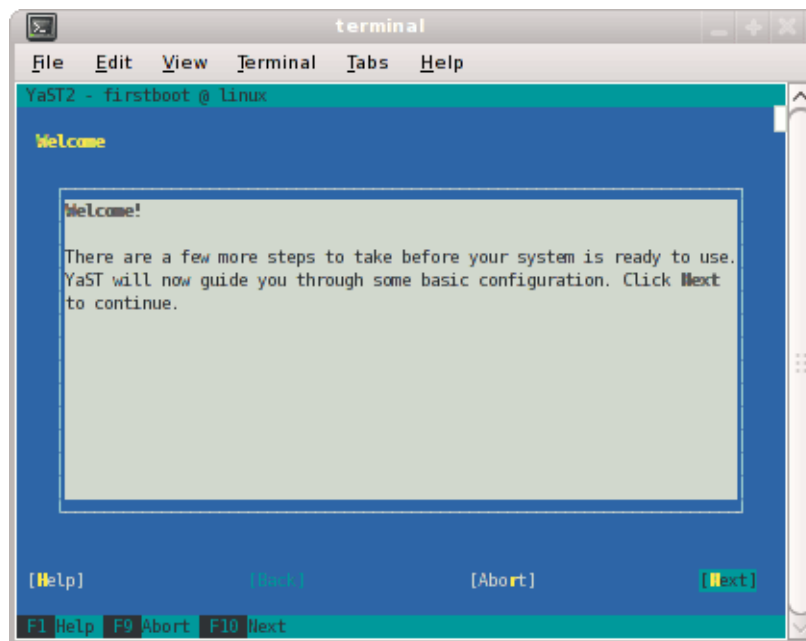 terminal
File Edit View Terminal Tabs Help
YaST2 - firstboot @ linux
Welcome
Welcome!
There are a few more steps to take before your system is ready to use.
YaST will now guide you through some basic configuration. Click Next
to continue.
[Help] [Back] [Abort] [Next]
F1 Help F9 Abort F10 Next